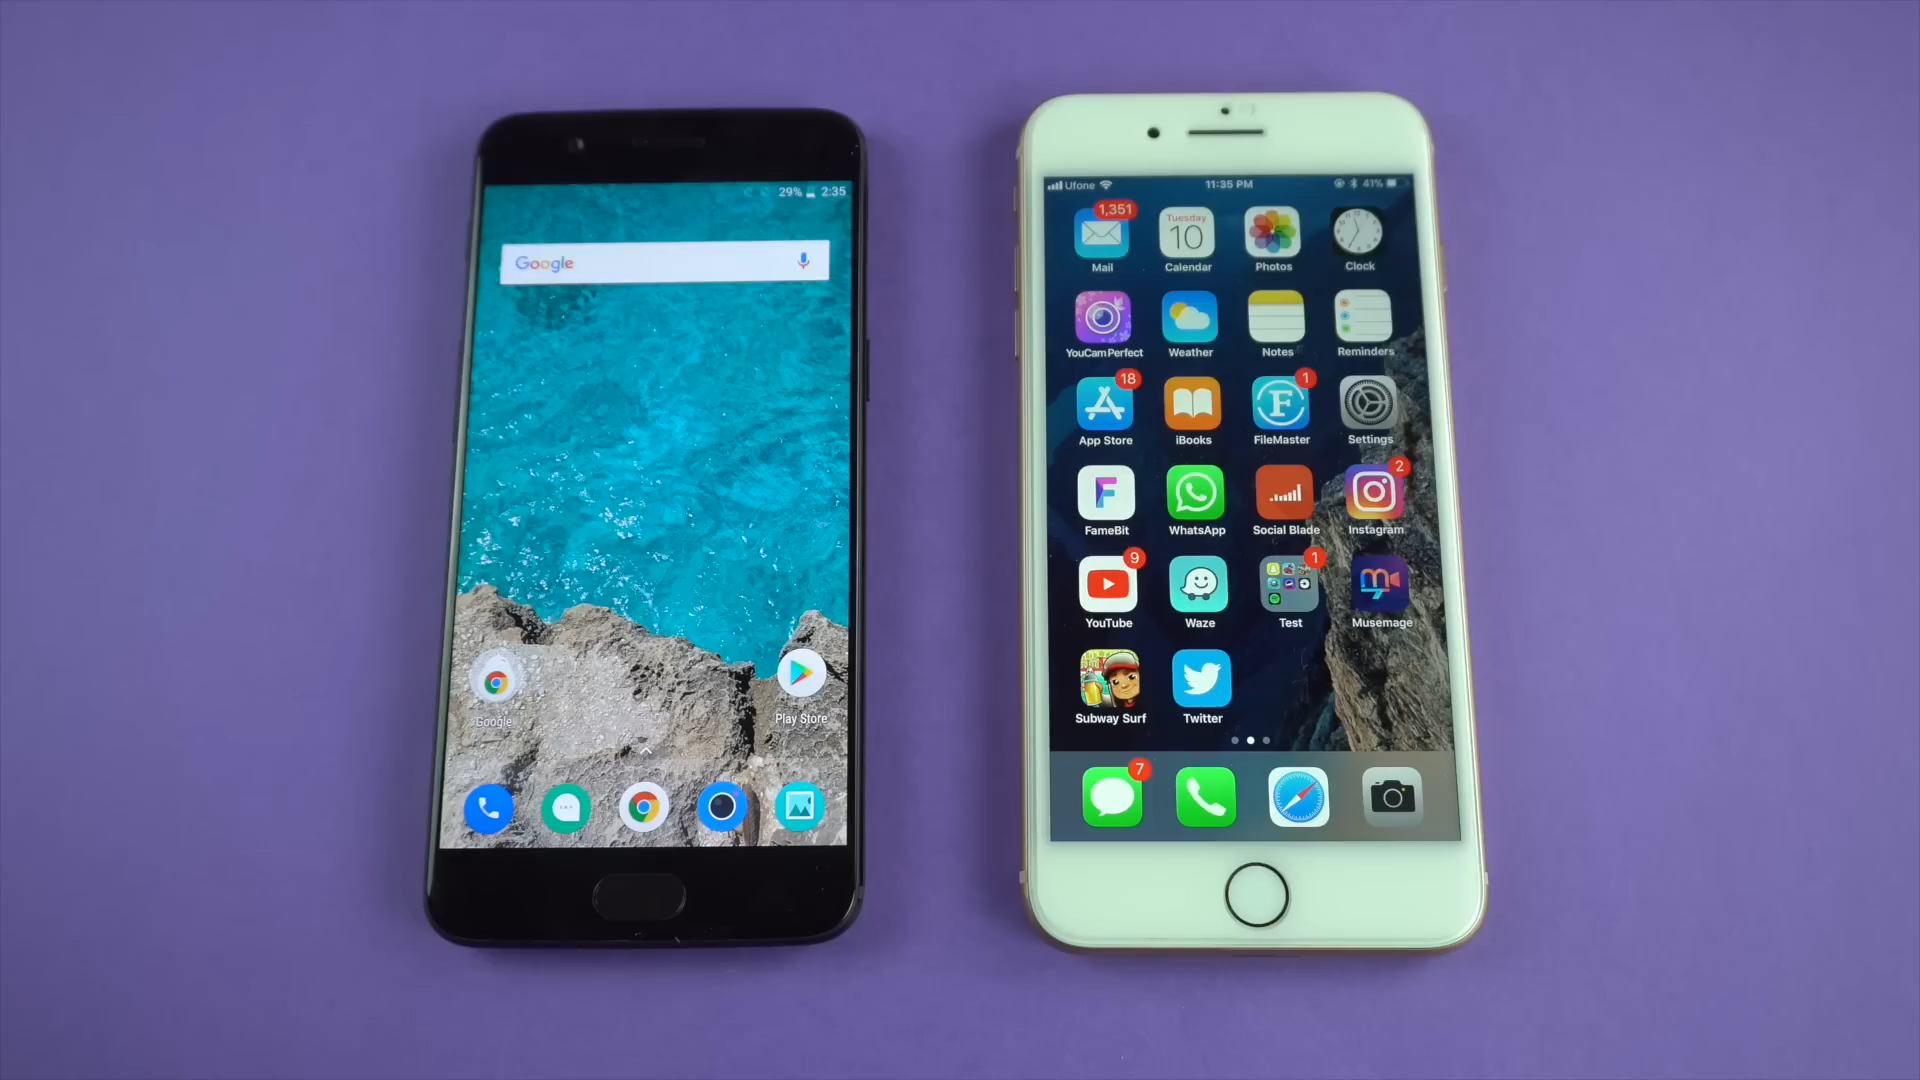 29% 2:35
Google
Google
Play Store
Ufone 11:35 PM 41%
1,351
Tuesday
10
Mail Calendar Photos Clock
YouCam Perfect Weather Notes Reminders
18 1
F
App Store iBooks FileMaster Settings
2
F
FameBit WhatsApp Social Blade Instagram
9 1
m
YouTube Waze Test Musemage
Subway Surf Twitter
7